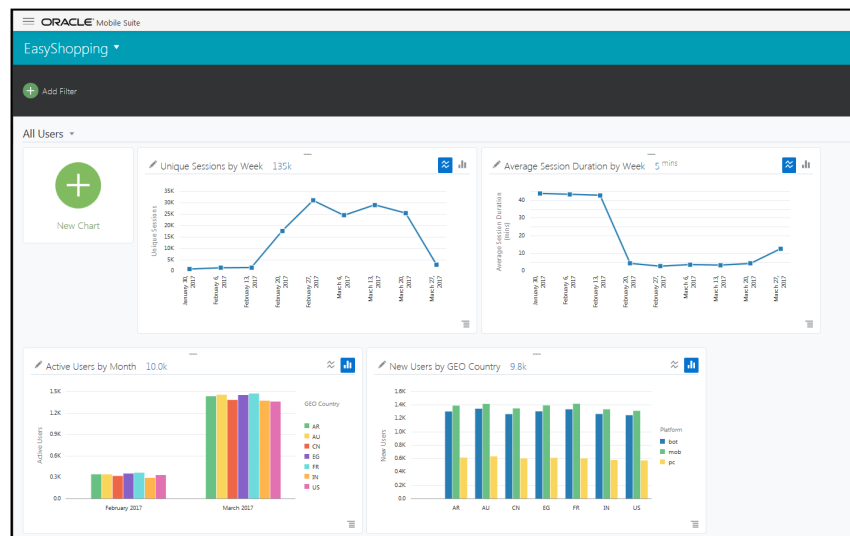 ORACLE Mobile Suite
EasyShopping
Add Filter
All Users
New Chart
Unique Sessions by Week 135k
Unique Sessions
35K
30K
25K
20K
15K
10K
5K
0
January 30, 2017
February 6, 2017
February 13, 2017
February 20, 2017
February 27, 2017
March 6, 2017
March 13, 2017
March 20, 2017
March 27, 2017
Average Session Duration by Week 5 mins
Average Session Duration (mins)
40
30
20
10
0
January 30, 2017
February 6, 2017
February 13, 2017
February 20, 2017
February 27, 2017
March 6, 2017
March 13, 2017
March 20, 2017
March 27, 2017
Active Users by Month 10.0k
Active Users
1.5K
1.2K
0.9K
0.6K
0.3K
0.0
February 2017
March 2017
GEO Country
AR
AU
CN
EG
FR
IN
US
New Users by GEO Country 9.8k
New Users
1.6K
1.4K
1.2K
1.0K
0.8K
0.6K
0.4K
0.2K
0.0
AR AU CN EG FR IN US
Platform
bot
mob
pc